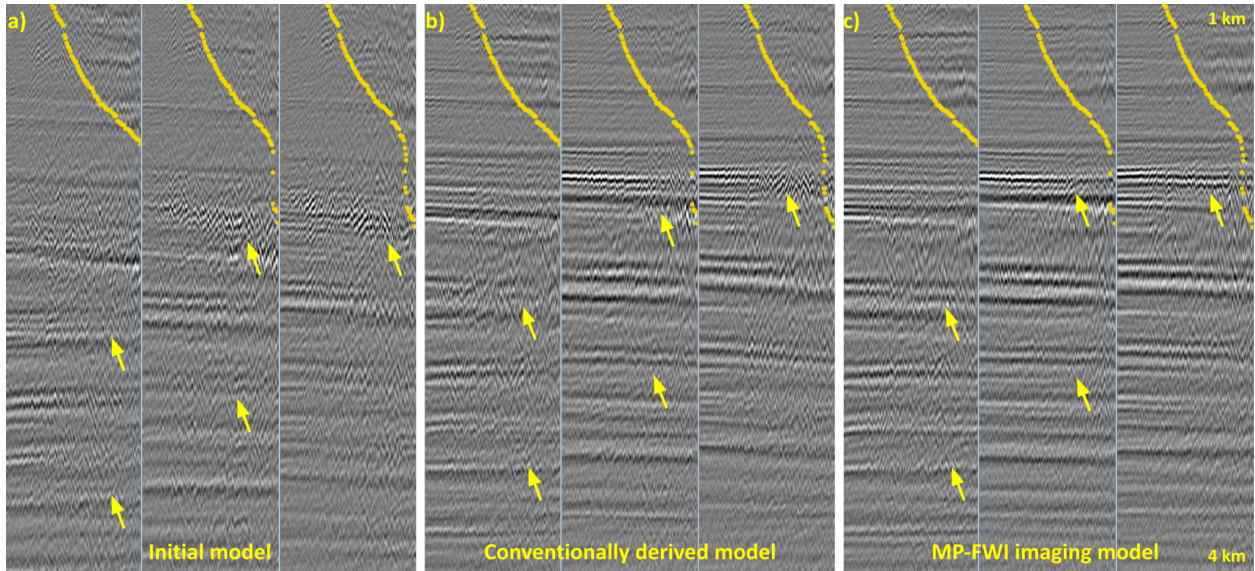 a)
b)
c)
1 km
Initial model
Conventionally derived model
MP-FWI imaging model
4 km